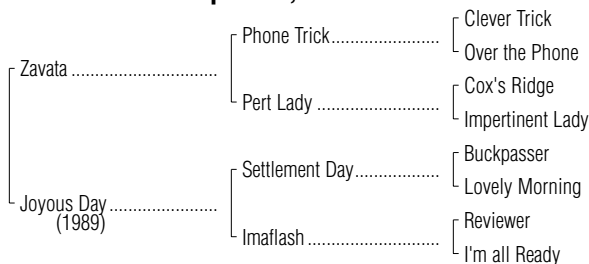 Clever Trick
Phone Trick
Over the Phone
Zavata
Cox's Ridge
Pert Lady
Impertinent Lady
Buckpasser
Settlement Day
Lovely Morning
Joyous Day
(1989)
Reviewer
Imaflash
I'm all Ready